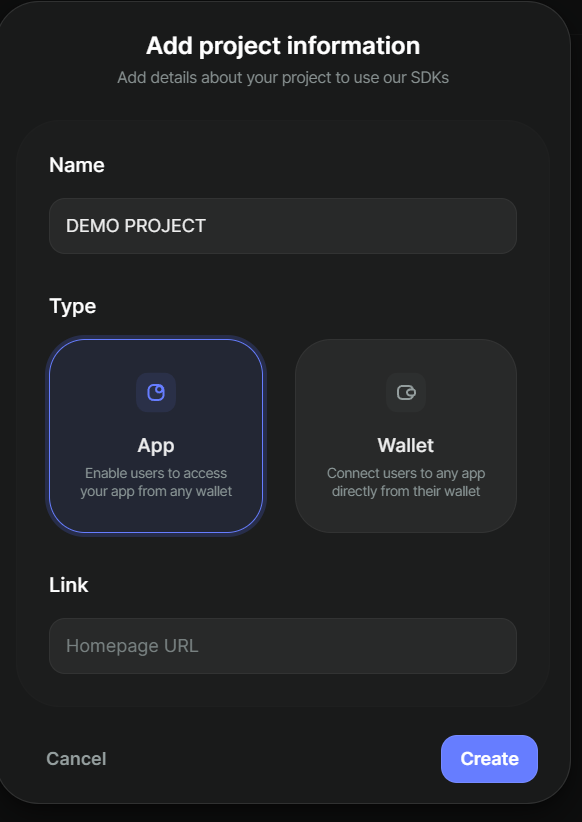 Add project information
Add details about your project to use our SDKs
Name
DEMO PROJECT
Type
App
Enable users to access
your app from any wallet
Wallet
Connect users to any app
directly from their wallet
Link
Homepage URL
Cancel
Create